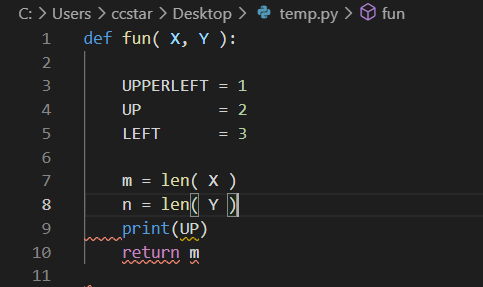 C: > Users > ccstar > Desktop > temp.py > fun
1 def fun( X, Y ):
2
3 UPPERLEFT = 1
4 UP = 2
5 LEFT = 3
6
7 m = len( X )
8 n = len( Y )
9 print(UP)
10 return m
11